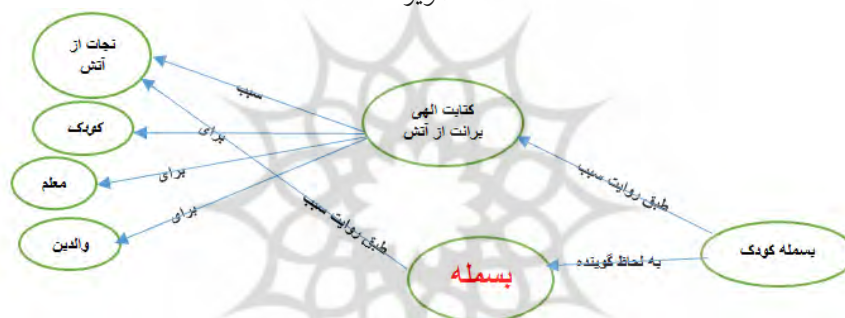 نجات از
آتش
سبب
کتابت الهی
برائت از آتش
کودک
برای
معلم
برای
والدین
برای
طبق روایت سبب
طبق روایت سبب
بسمله کودک
به لحاظ گوینده
بسمله